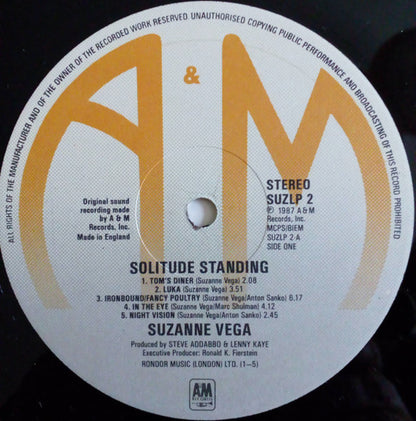 ALL RIGHTS OF THE MANUFACTURER AND OF THE OWNER OF THE RECORDED WORK RESERVED. UNAUTHORISED COPYING PUBLIC PERFORMANCE AND BROADCASTING OF THIS RECORD PROHIBITED
A & M
Original sound
recording made
by A & M
Records, Inc.
Made in England
STEREO
SUZLP 2
℗ 1987 A & M
Records, Inc.
MCPS/BIEM
SUZLP 2-A
SIDE ONE
SOLITUDE STANDING
1. TOM'S DINER (Suzanne Vega) 2.08
2. LUKA (Suzanne Vega) 3.51
3. IRONBOUND/FANCY POULTRY (Suzanne Vega/Anton Sanko) 6.17
4. IN THE EYE (Suzanne Vega/Marc Shulman) 4.12
5. NIGHT VISION (Suzanne Vega/Anton Sanko) 2.45
SUZANNE VEGA
Produced by STEVE ADDABBO & LENNY KAYE
Executive Producer: Ronald K. Fierstein
RONDOR MUSIC (LONDON) LTD. (1–5)
A&M
RECORDS